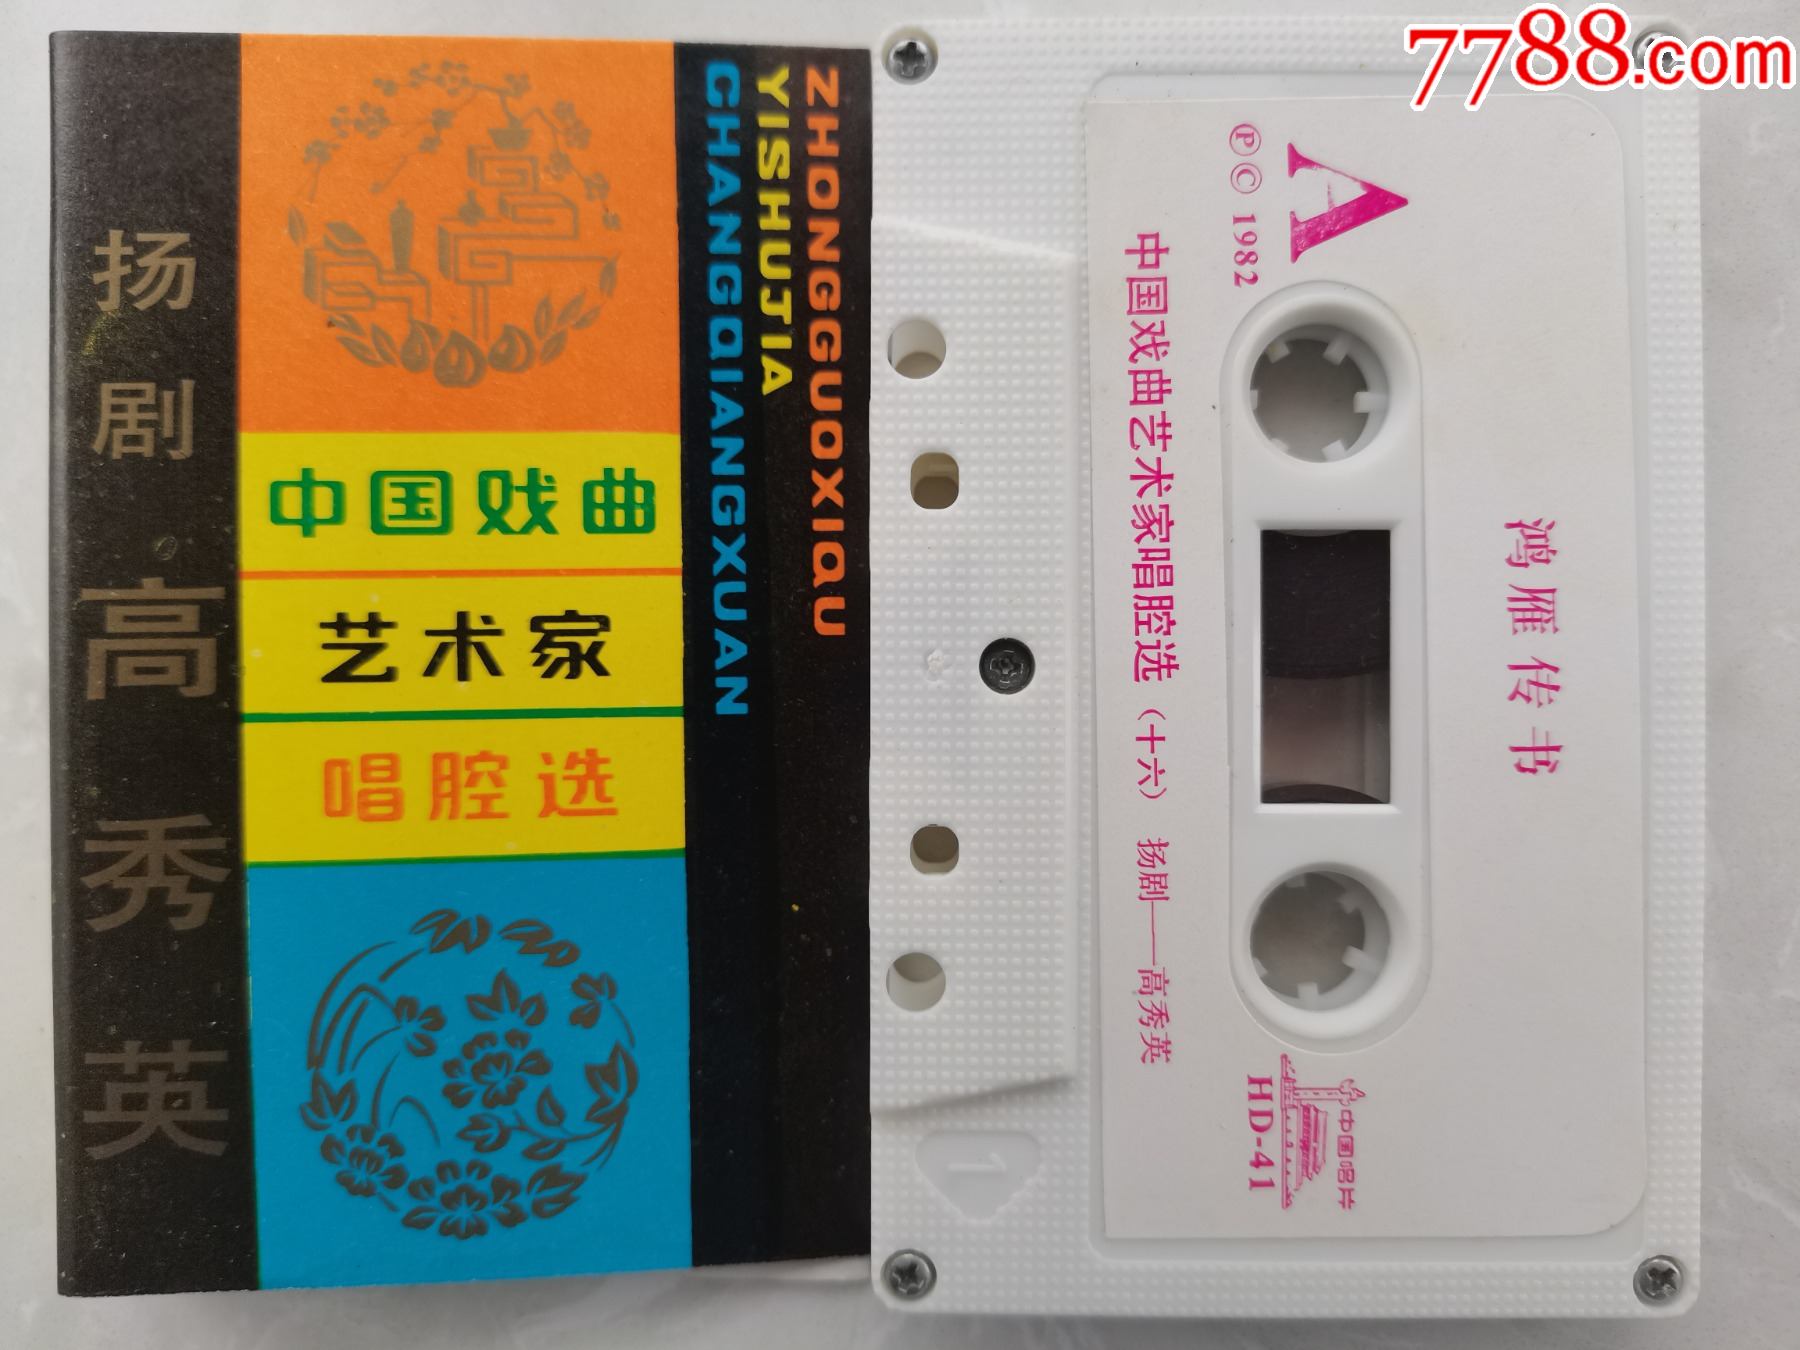 7788.com
扬剧 高秀英
中国戏曲
艺术家
唱腔选
ZHONGGUOXIQU
YISHUJIA
CHANGQIANGXUAN
A
ⓅⒸ 1982
中国戏曲艺术家唱腔选（十六） 扬剧——高秀英
鸿雁传书
中国唱片
HD-41
1